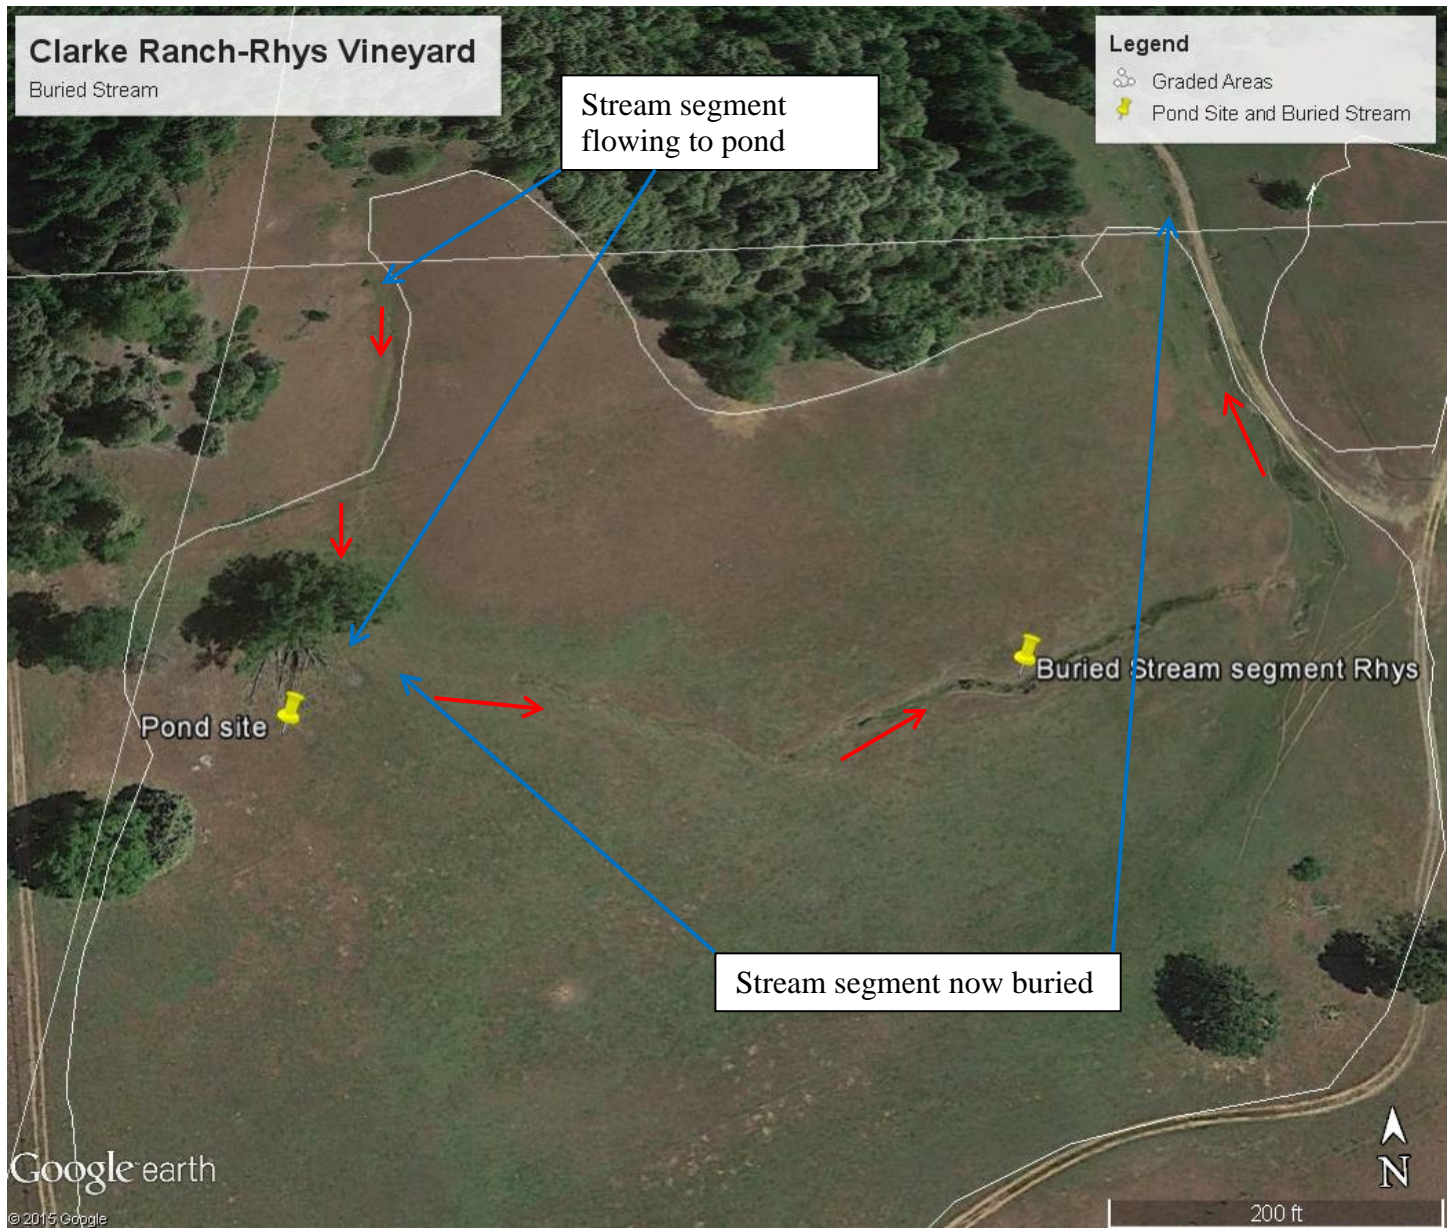 Clarke Ranch-Rhys Vineyard
Buried Stream
Legend
Graded Areas
Pond Site and Buried Stream
Stream segment
flowing to pond
Buried Stream segment Rhys
Pond site
Stream segment now buried
N
Google earth
© 2015 Google
200 ft